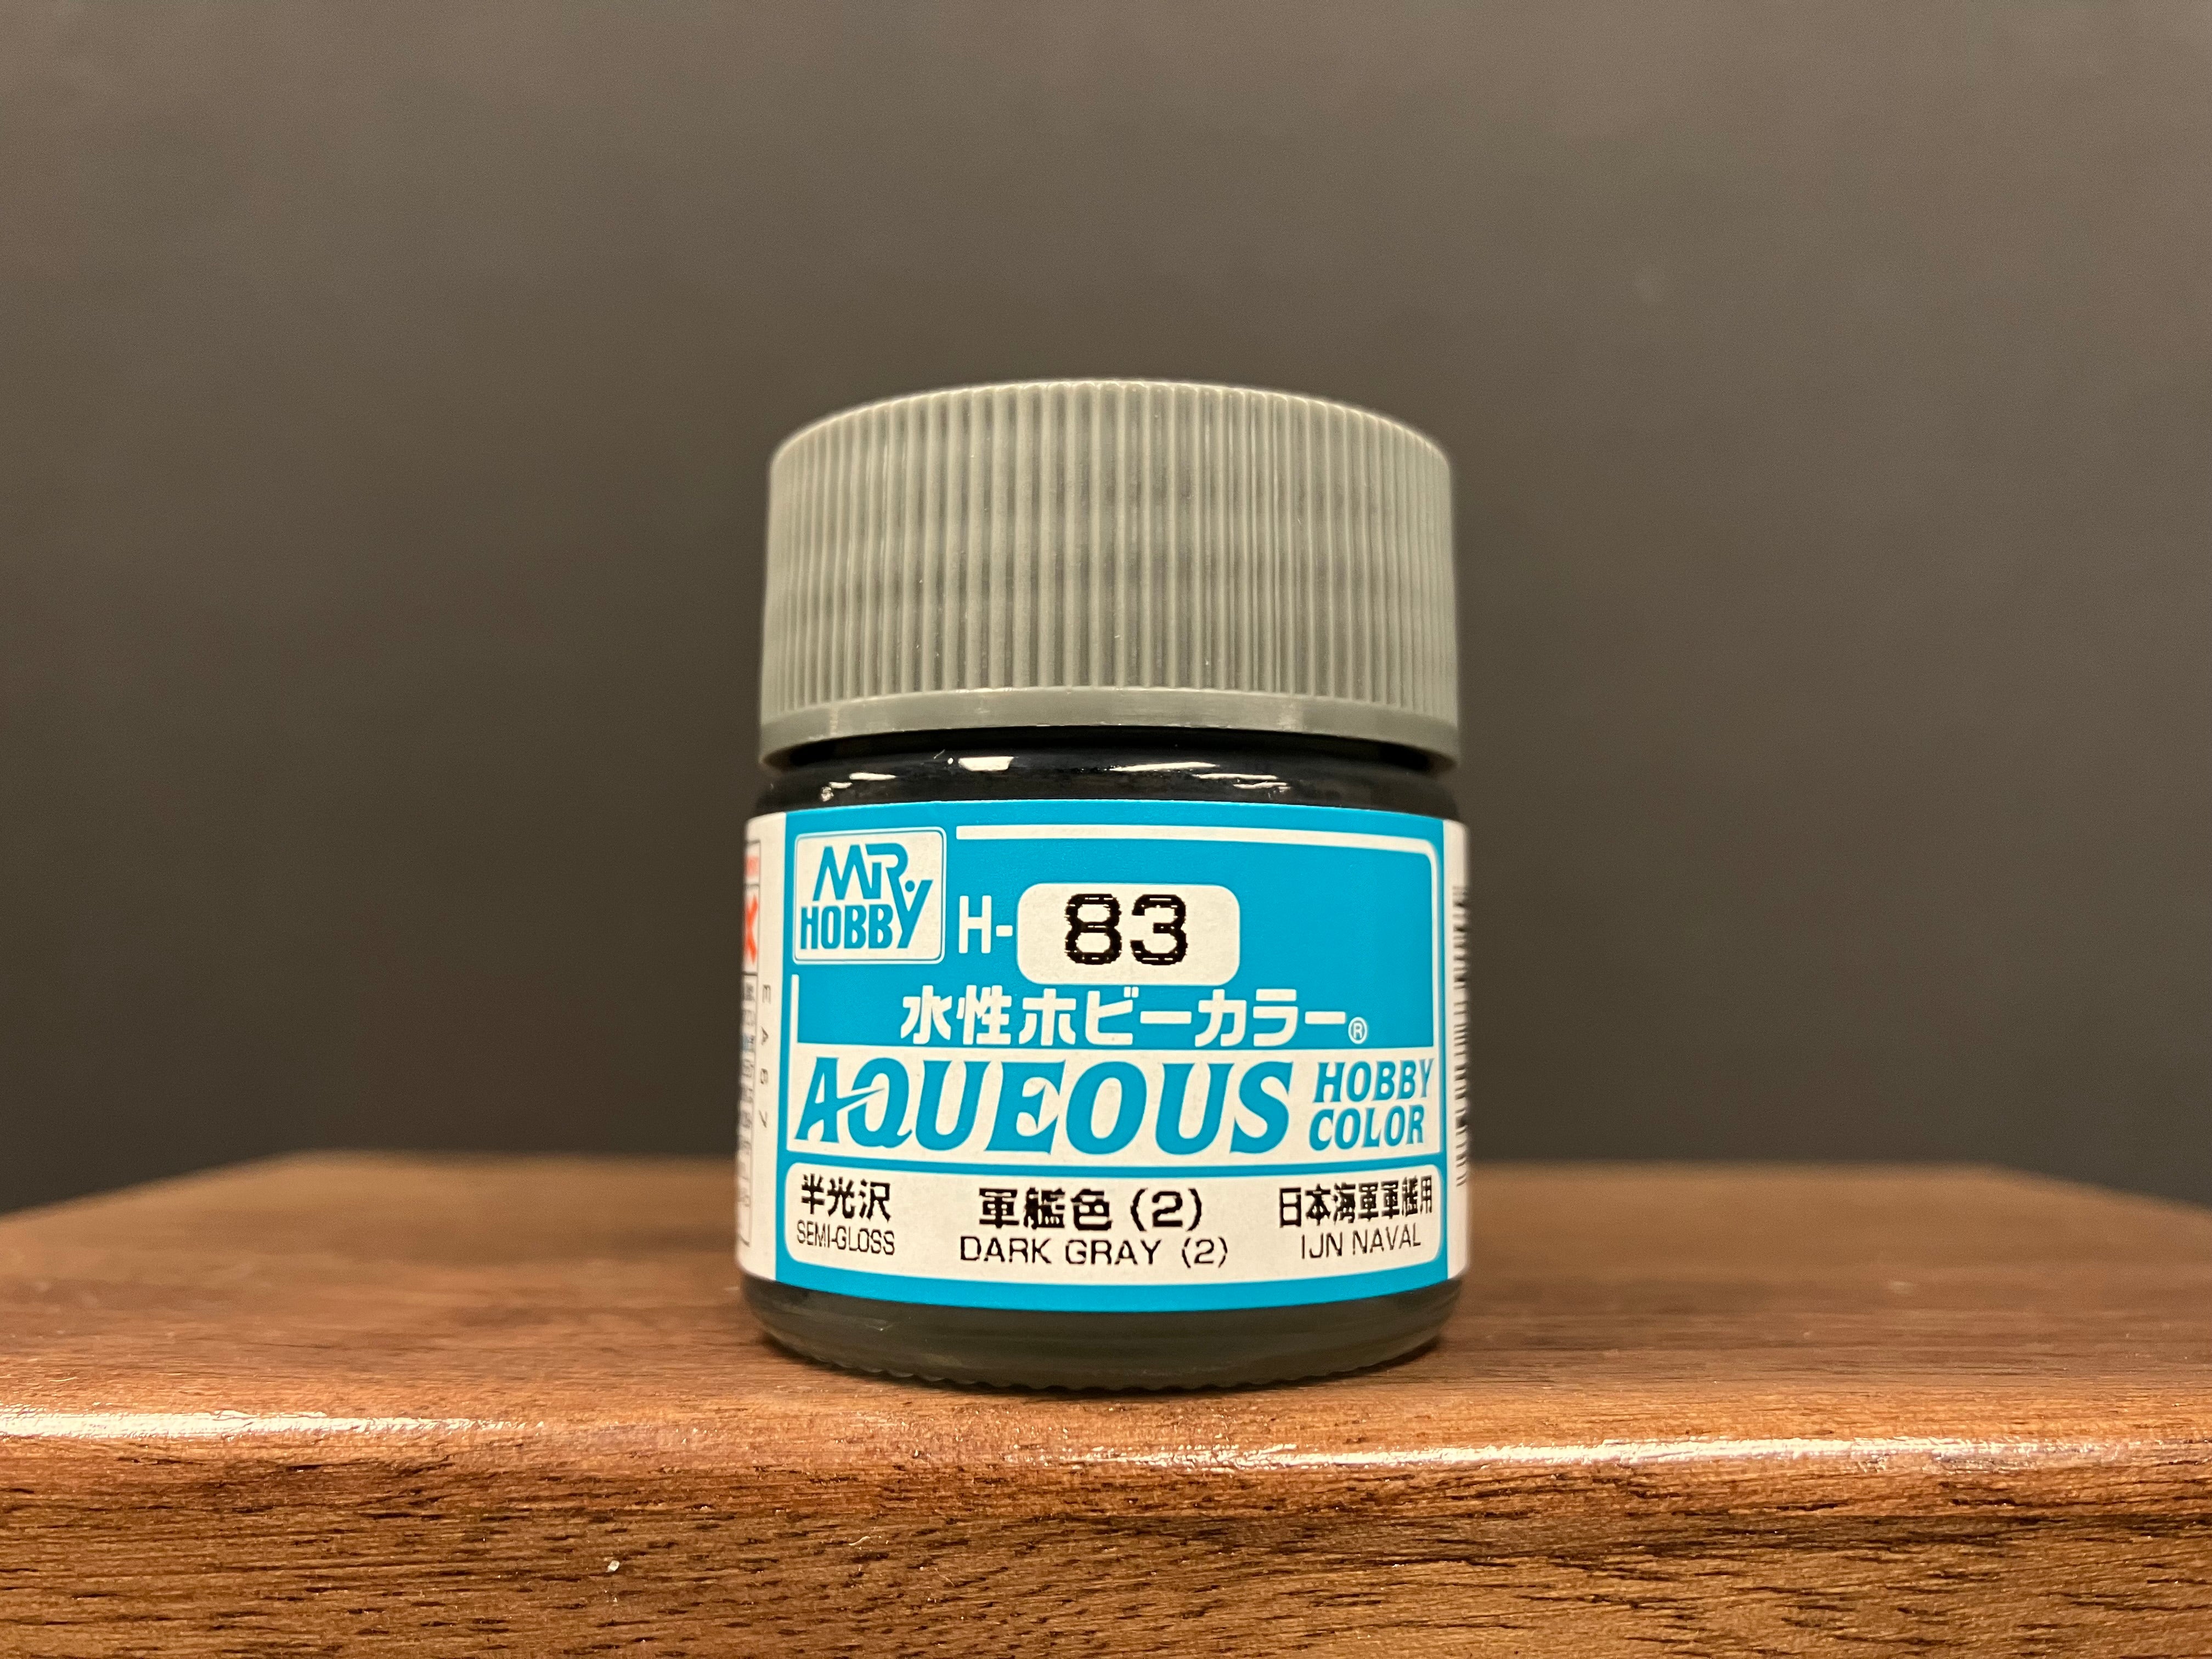 MR. HOBBY
H-83
水性ホビーカラー®
AQUEOUS HOBBY COLOR
半光沢 軍艦色(2) 日本海軍軍艦用
SEMI-GLOSS DARK GRAY (2) IJN NAVAL
EA67